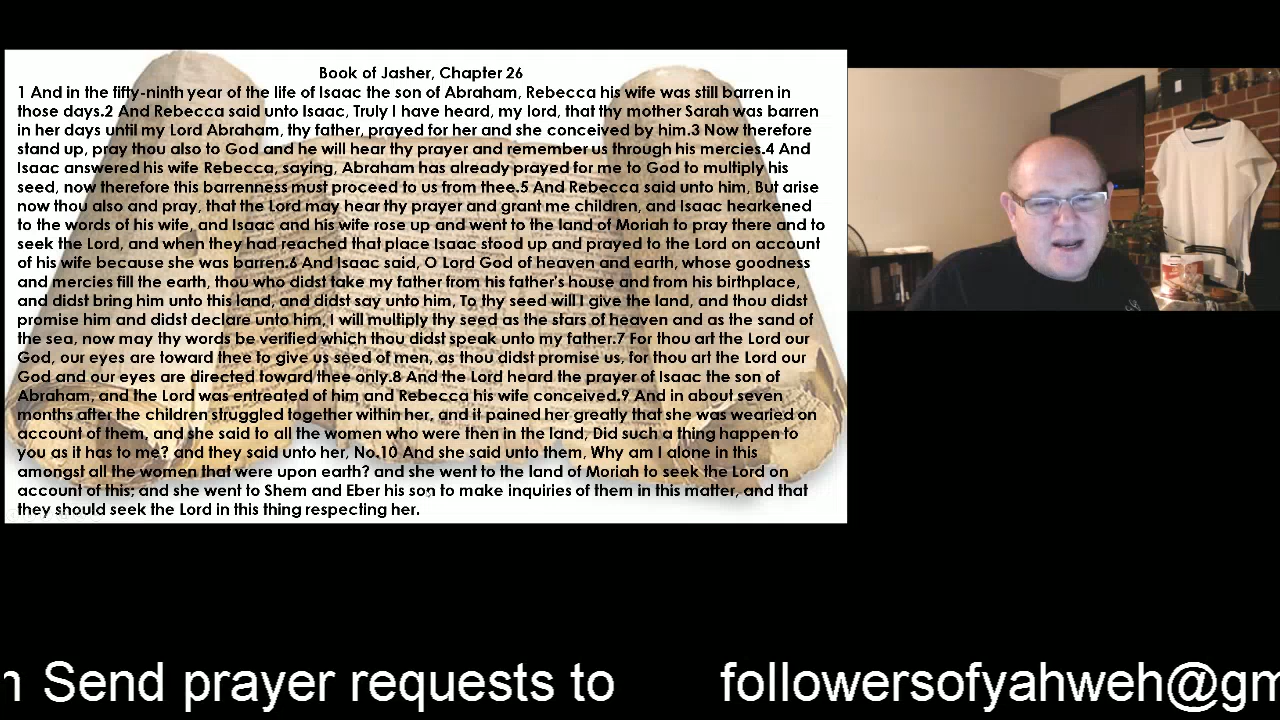 Book of Jasher, Chapter 26
1 And in the fifty-ninth year of the life of Isaac the son of Abraham, Rebecca his wife was still barren in
those days.2 And Rebecca said unto Isaac, Truly I have heard, my lord, that thy mother Sarah was barren
in her days until my Lord Abraham, thy father, prayed for her and she conceived by him.3 Now therefore
stand up, pray thou also to God and he will hear thy prayer and remember us through his mercies.4 And
Isaac answered his wife Rebecca, saying, Abraham has already prayed for me to God to multiply his
seed, now therefore this barrenness must proceed to us from thee.5 And Rebecca said unto him, But arise
now thou also and pray, that the Lord may hear thy prayer and grant me children, and Isaac hearkened
to the words of his wife, and Isaac and his wife rose up and went to the land of Moriah to pray there and to
seek the Lord, and when they had reached that place Isaac stood up and prayed to the Lord on account
of his wife because she was barren.6 And Isaac said, O Lord God of heaven and earth, whose goodness
and mercies fill the earth, thou who didst take my father from his father's house and from his birthplace,
and didst bring him unto this land, and didst say unto him, To thy seed will I give the land, and thou didst
promise him and didst declare unto him, I will multiply thy seed as the stars of heaven and as the sand of
the sea, now may thy words be verified which thou didst speak unto my father.7 For thou art the Lord our
God, our eyes are toward thee to give us seed of men, as thou didst promise us, for thou art the Lord our
God and our eyes are directed toward thee only.8 And the Lord heard the prayer of Isaac the son of
Abraham, and the Lord was entreated of him and Rebecca his wife conceived.9 And in about seven
months after the children struggled together within her, and it pained her greatly that she was wearied on
account of them, and she said to all the women who were then in the land, Did such a thing happen to
you as it has to me? and they said unto her, No.10 And she said unto them, Why am I alone in this
amongst all the women that were upon earth? and she went to the land of Moriah to seek the Lord on
account of this; and she went to Shem and Eber his son to make inquiries of them in this matter, and that
they should seek the Lord in this thing respecting her.
n Send prayer requests to followersofyahweh@gm